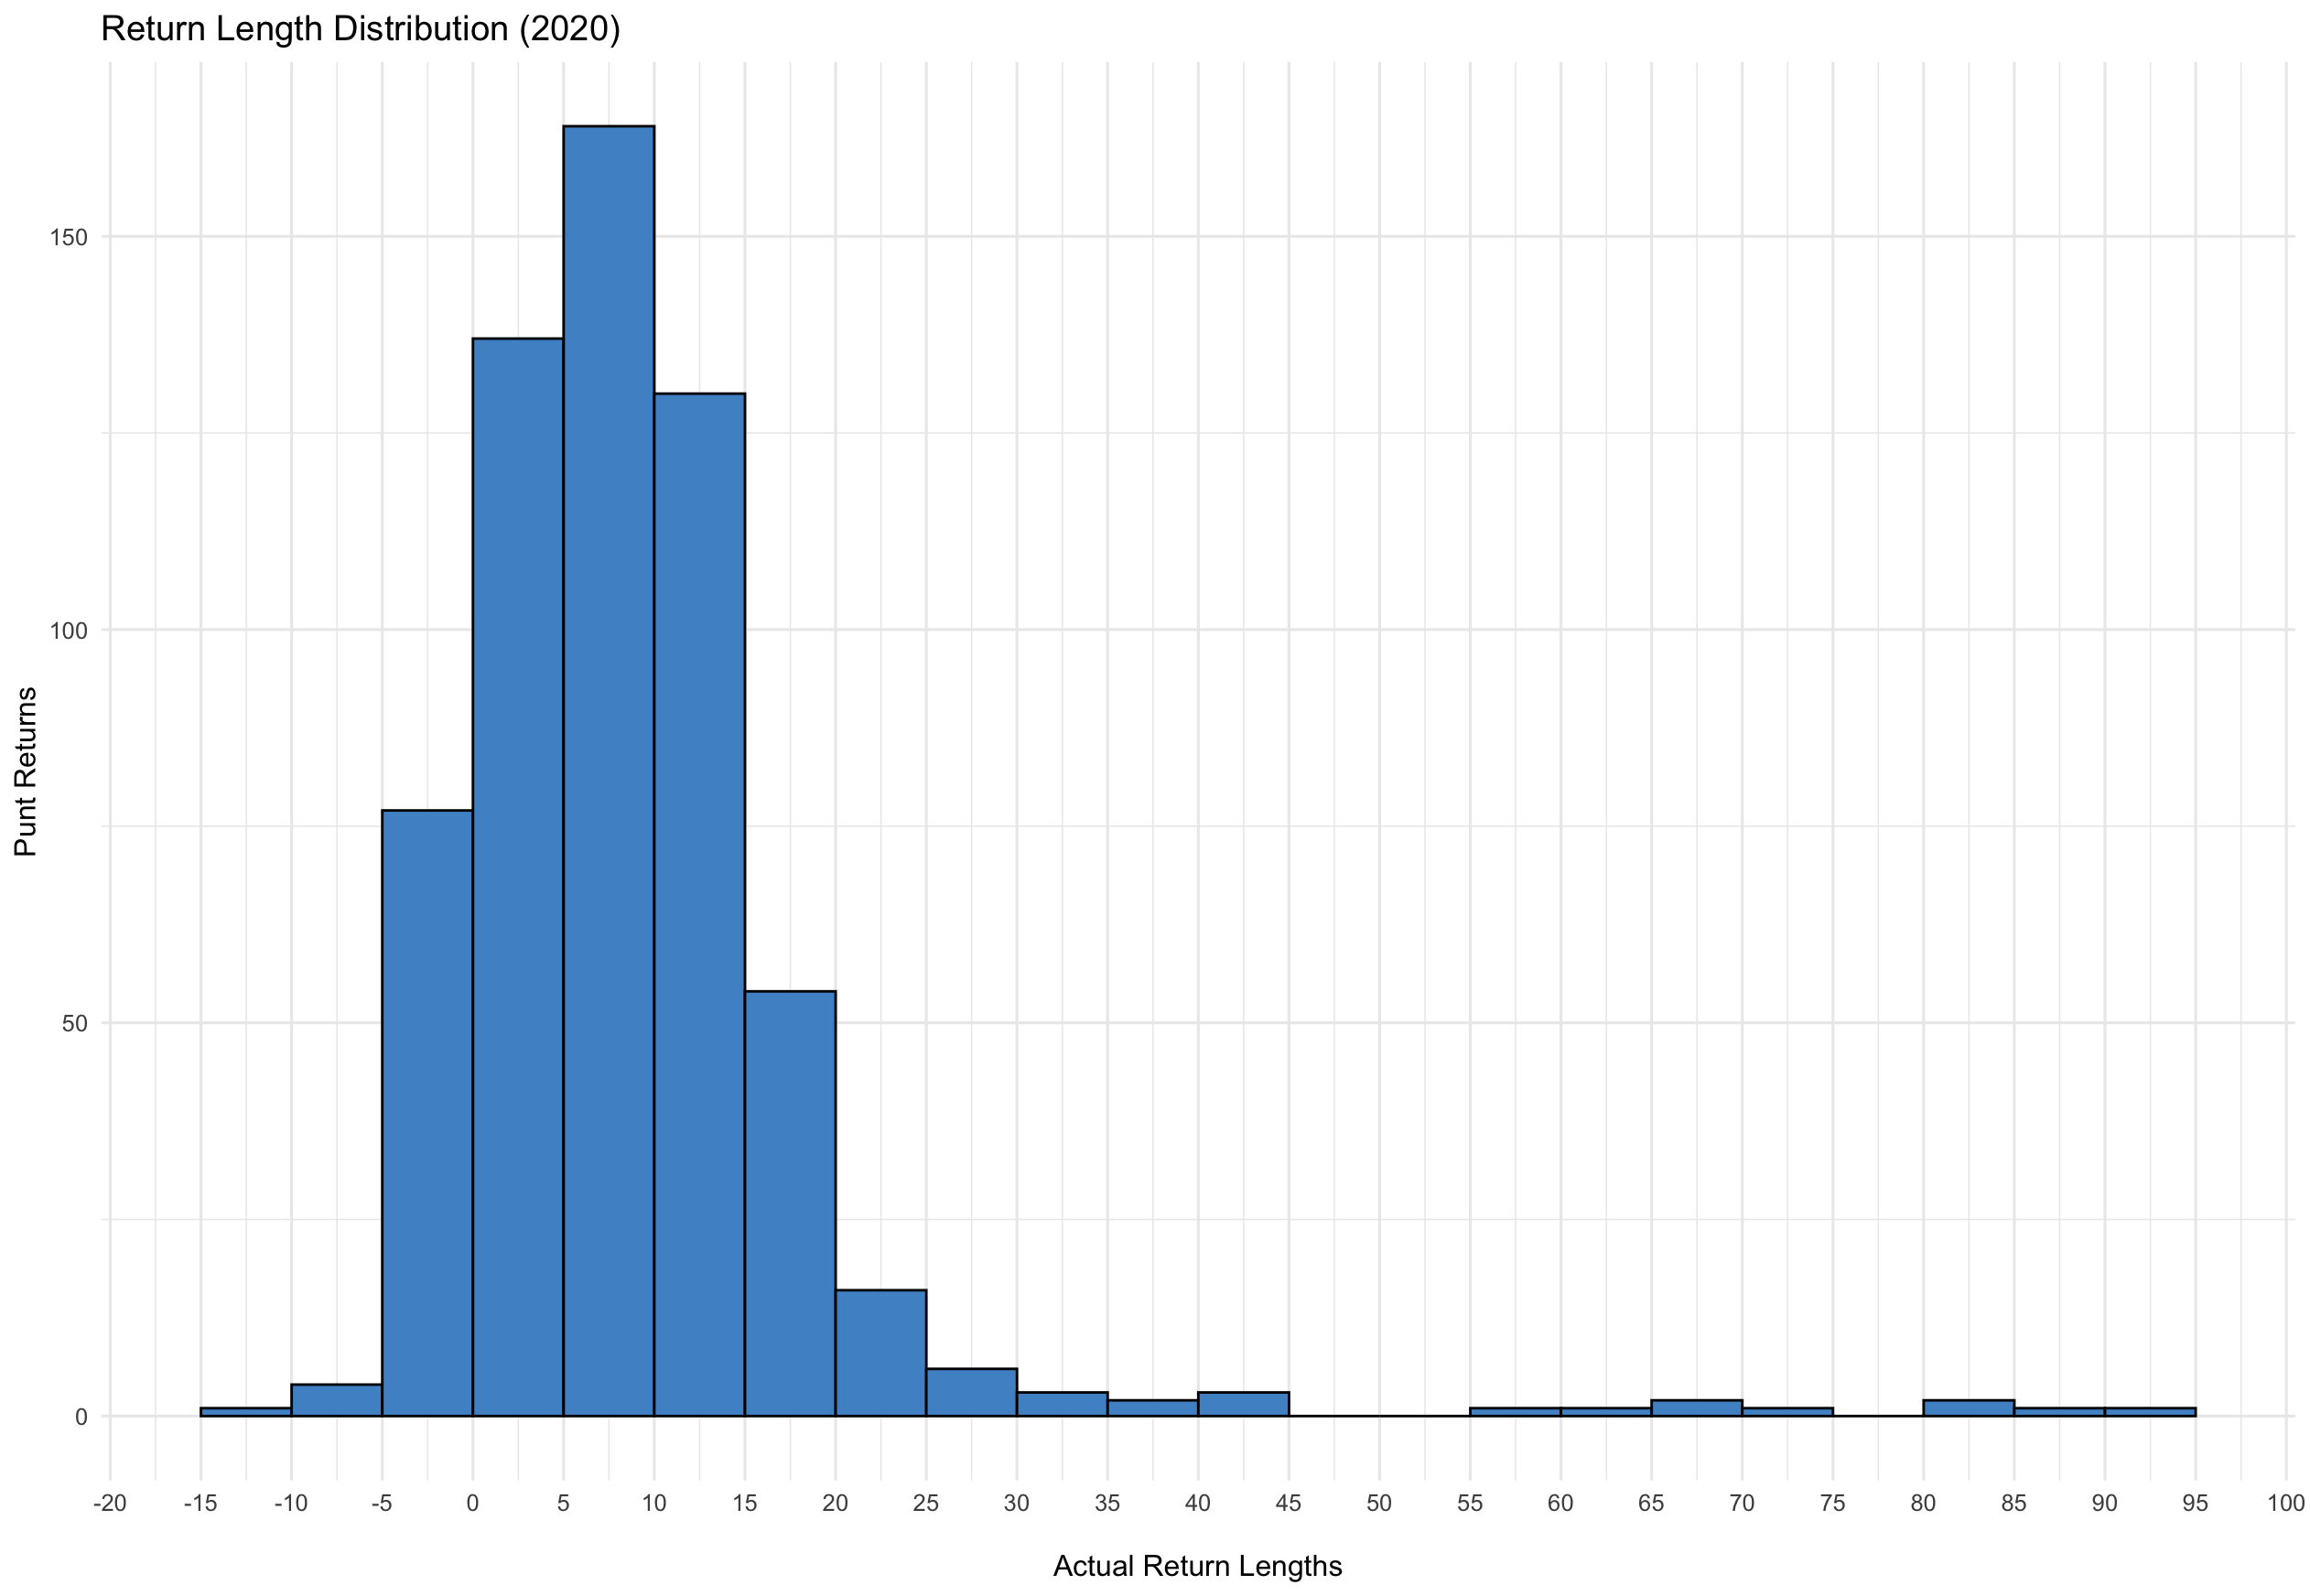 Return Length Distribution (2020)
150
100
50
0
Punt Returns
-20 -15 -10 -5 0 5 10 15 20 25 30 35 40 45 50 55 60 65 70 75 80 85 90 95 100
Actual Return Lengths